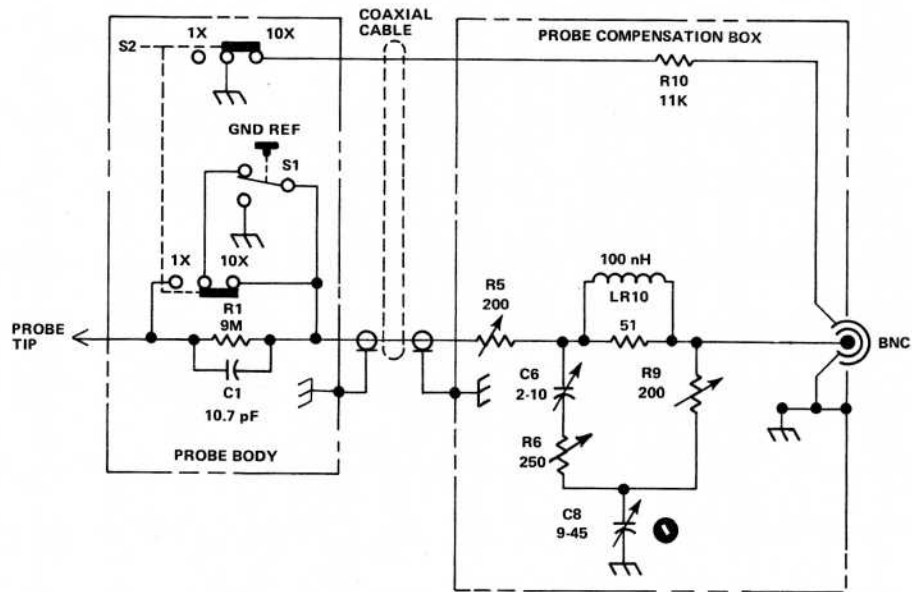 COAXIAL
CABLE
PROBE COMPENSATION BOX
S2
1X
10X
R10
11K
GND REF
S1
1X
10X
R1
9M
C1
10.7 pF
PROBE
TIP
PROBE BODY
R5
200
100 nH
LR10
51
C6
2-10
R9
200
R6
250
C8
9-45
BNC